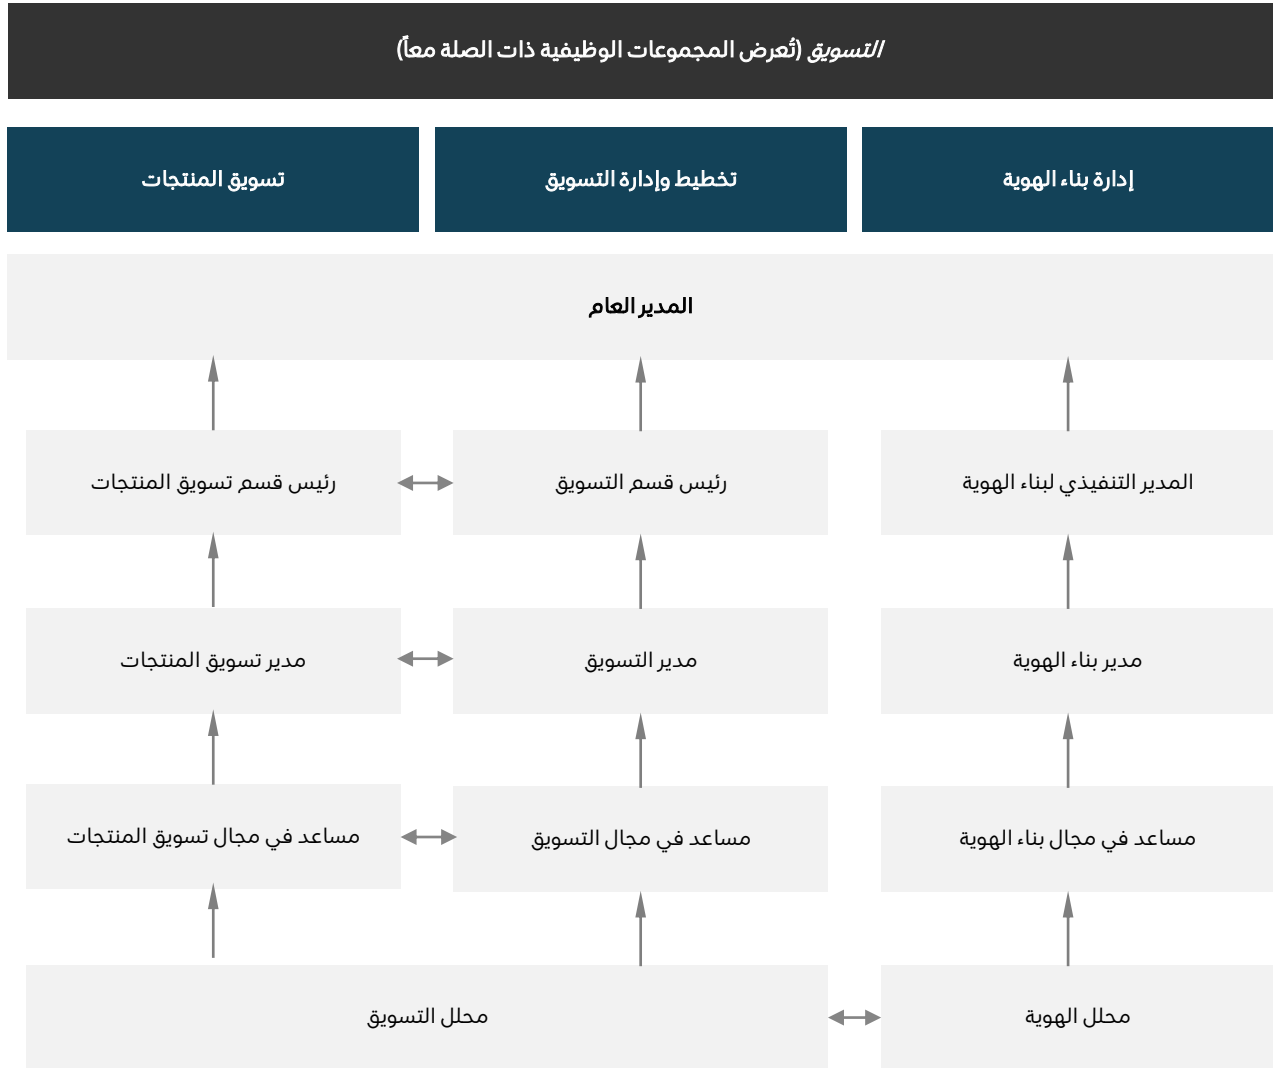 التسويق (تُعرض المجموعات الوظيفية ذات الصلة معاً)
إدارة بناء الهوية
تخطيط وإدارة التسويق
تسويق المنتجات
المدير العام
المدير التنفيذي لبناء الهوية
رئيس قسم التسويق
رئيس قسم تسويق المنتجات
مدير بناء الهوية
مدير التسويق
مدير تسويق المنتجات
مساعد في مجال بناء الهوية
مساعد في مجال التسويق
مساعد في مجال تسويق المنتجات
محلل الهوية
محلل التسويق